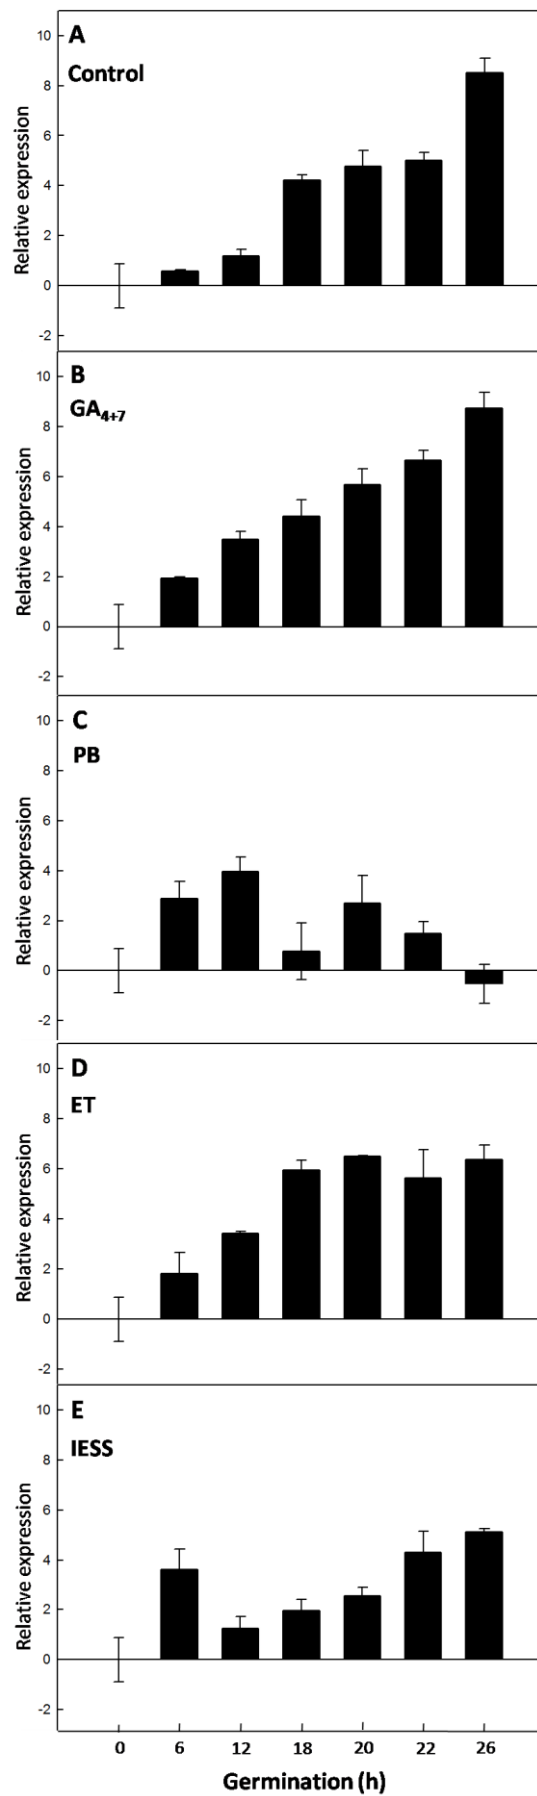 A
Control
Relative expression
10
8
6
4
2
0
-2
B
GA4+7
Relative expression
10
8
6
4
2
0
-2
C
PB
Relative expression
10
8
6
4
2
0
-2
D
ET
Relative expression
10
8
6
4
2
0
-2
E
IESS
Relative expression
10
8
6
4
2
0
-2
0 6 12 18 20 22 26
Germination (h)